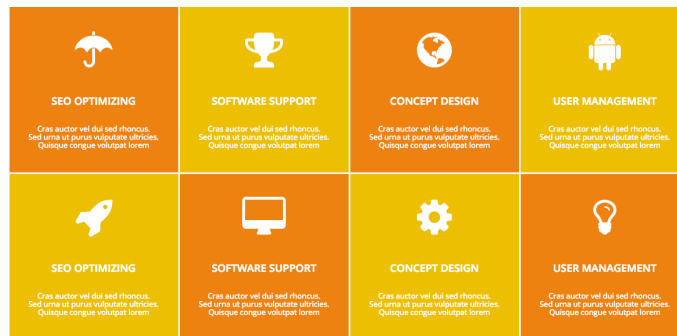 SEO OPTIMIZING
Cras auctor vel dui sed rhoncus.
Sed urna ut purus vulputate ultricies.
Quisque congue volutpat lorem
SOFTWARE SUPPORT
Cras auctor vel dui sed rhoncus.
Sed urna ut purus vulputate ultricies.
Quisque congue volutpat lorem
CONCEPT DESIGN
Cras auctor vel dui sed rhoncus.
Sed urna ut purus vulputate ultricies.
Quisque congue volutpat lorem
USER MANAGEMENT
Cras auctor vel dui sed rhoncus.
Sed urna ut purus vulputate ultricies.
Quisque congue volutpat lorem
SEO OPTIMIZING
Cras auctor vel dui sed rhoncus.
Sed urna ut purus vulputate ultricies.
Quisque congue volutpat lorem
SOFTWARE SUPPORT
Cras auctor vel dui sed rhoncus.
Sed urna ut purus vulputate ultricies.
Quisque congue volutpat lorem
CONCEPT DESIGN
Cras auctor vel dui sed rhoncus.
Sed urna ut purus vulputate ultricies.
Quisque congue volutpat lorem
USER MANAGEMENT
Cras auctor vel dui sed rhoncus.
Sed urna ut purus vulputate ultricies.
Quisque congue volutpat lorem